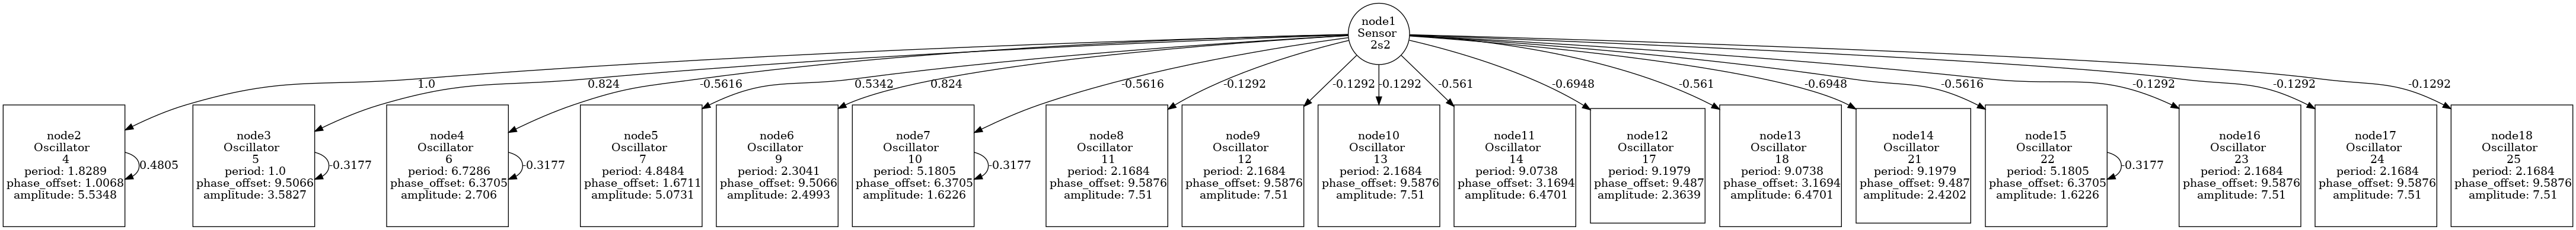 node1
Sensor
2s2
1.0
0.824
-0.5616
0.5342
0.824
-0.5616
-0.1292
-0.1292
-0.1292
-0.561
-0.6948
-0.561
-0.6948
-0.5616
-0.1292
-0.1292
-0.1292
node2
Oscillator
4
period: 1.8289
phase_offset: 1.0068
amplitude: 5.5348
0.4805
node3
Oscillator
5
period: 1.0
phase_offset: 9.5066
amplitude: 3.5827
-0.3177
node4
Oscillator
6
period: 6.7286
phase_offset: 6.3705
amplitude: 2.706
-0.3177
node5
Oscillator
7
period: 4.8484
phase_offset: 1.6711
amplitude: 5.0731
node6
Oscillator
9
period: 2.3041
phase_offset: 9.5066
amplitude: 2.4993
node7
Oscillator
10
period: 5.1805
phase_offset: 6.3705
amplitude: 1.6226
-0.3177
node8
Oscillator
11
period: 2.1684
phase_offset: 9.5876
amplitude: 7.51
node9
Oscillator
12
period: 2.1684
phase_offset: 9.5876
amplitude: 7.51
node10
Oscillator
13
period: 2.1684
phase_offset: 9.5876
amplitude: 7.51
node11
Oscillator
14
period: 9.0738
phase_offset: 3.1694
amplitude: 6.4701
node12
Oscillator
17
period: 9.1979
phase_offset: 9.487
amplitude: 2.3639
node13
Oscillator
18
period: 9.0738
phase_offset: 3.1694
amplitude: 6.4701
node14
Oscillator
21
period: 9.1979
phase_offset: 9.487
amplitude: 2.4202
node15
Oscillator
22
period: 5.1805
phase_offset: 6.3705
amplitude: 1.6226
-0.3177
node16
Oscillator
23
period: 2.1684
phase_offset: 9.5876
amplitude: 7.51
node17
Oscillator
24
period: 2.1684
phase_offset: 9.5876
amplitude: 7.51
node18
Oscillator
25
period: 2.1684
phase_offset: 9.5876
amplitude: 7.51